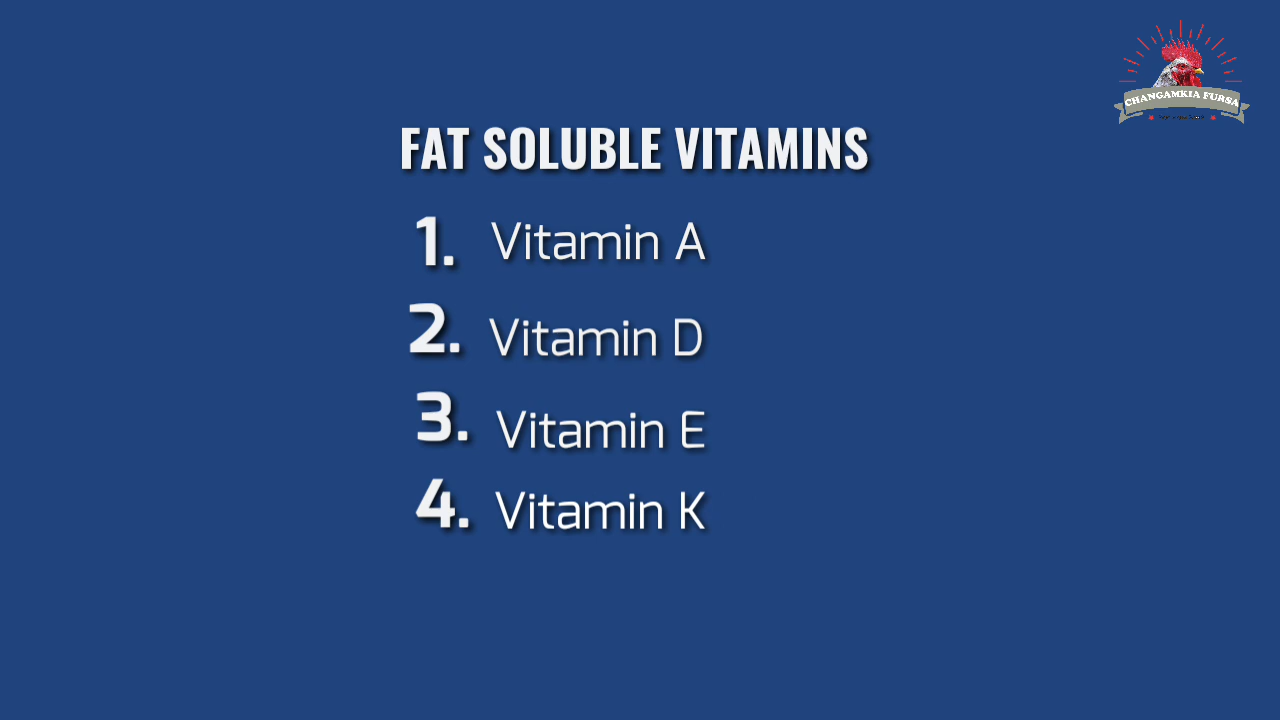 CHANGAMKIA FURSA
FAT SOLUBLE VITAMINS
1. Vitamin A
2. Vitamin D
3. Vitamin E
4. Vitamin K